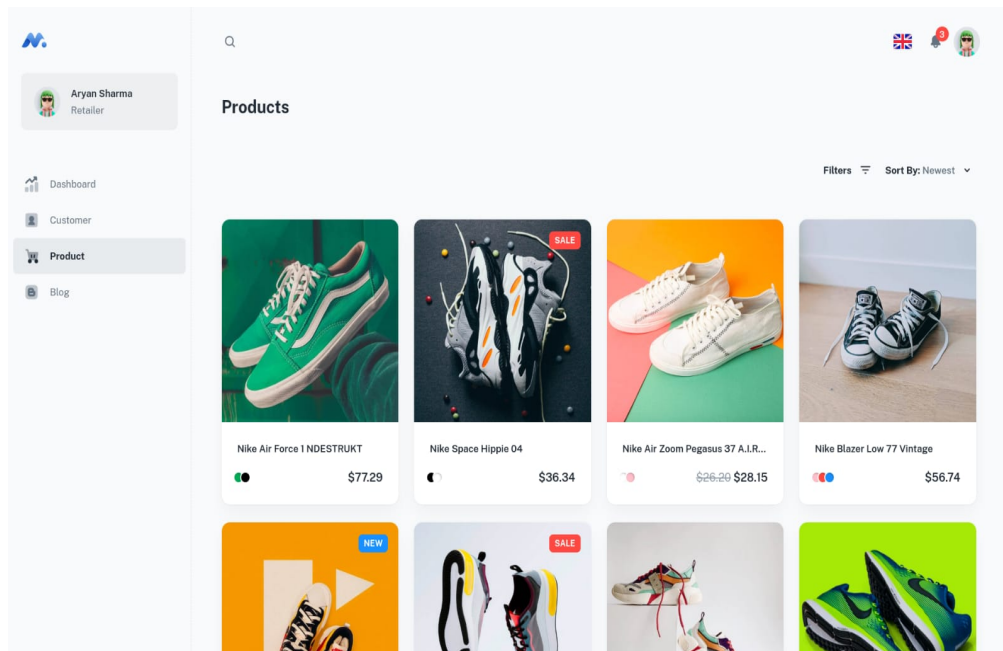 3
Aryan Sharma
Retailer
Products
Filters
Sort By: Newest
Dashboard
Customer
Product
Blog
SALE
Nike Air Force 1 NDESTRUKT
$77.29
Nike Space Hippie 04
$36.34
Nike Air Zoom Pegasus 37 A.I.R...
$26.20 $28.15
Nike Blazer Low 77 Vintage
$56.74
NEW
SALE